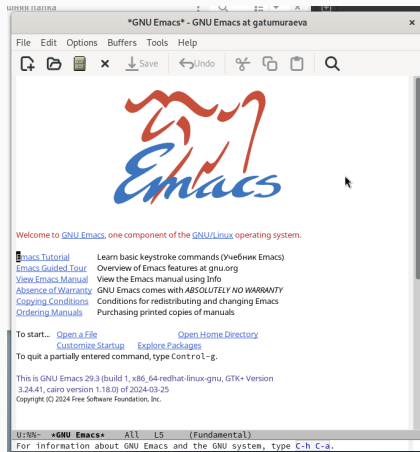 папка
*GNU Emacs* - GNU Emacs at gatumuraeva
File Edit Options Buffers Tools Help
Save Undo
Emacs
Welcome to GNU Emacs, one component of the GNU/Linux operating system.
Emacs Tutorial Learn basic keystroke commands (Учебник Emacs)
Emacs Guided Tour Overview of Emacs features at gnu.org
View Emacs Manual View the Emacs manual using Info
Absence of Warranty GNU Emacs comes with ABSOLUTELY NO WARRANTY
Copying Conditions Conditions for redistributing and changing Emacs
Ordering Manuals Purchasing printed copies of manuals
To start... Open a File Open Home Directory
Customize Startup Explore Packages
To quit a partially entered command, type Control-g.
This is GNU Emacs 29.3 (build 1, x86_64-redhat-linux-gnu, GTK+ Version
3.24.41, cairo version 1.18.0) of 2024-03-25
Copyright (C) 2024 Free Software Foundation, Inc.
U:%%- *GNU Emacs* All L5 (Fundamental)
For information about GNU Emacs and the GNU system, type C-h C-a.